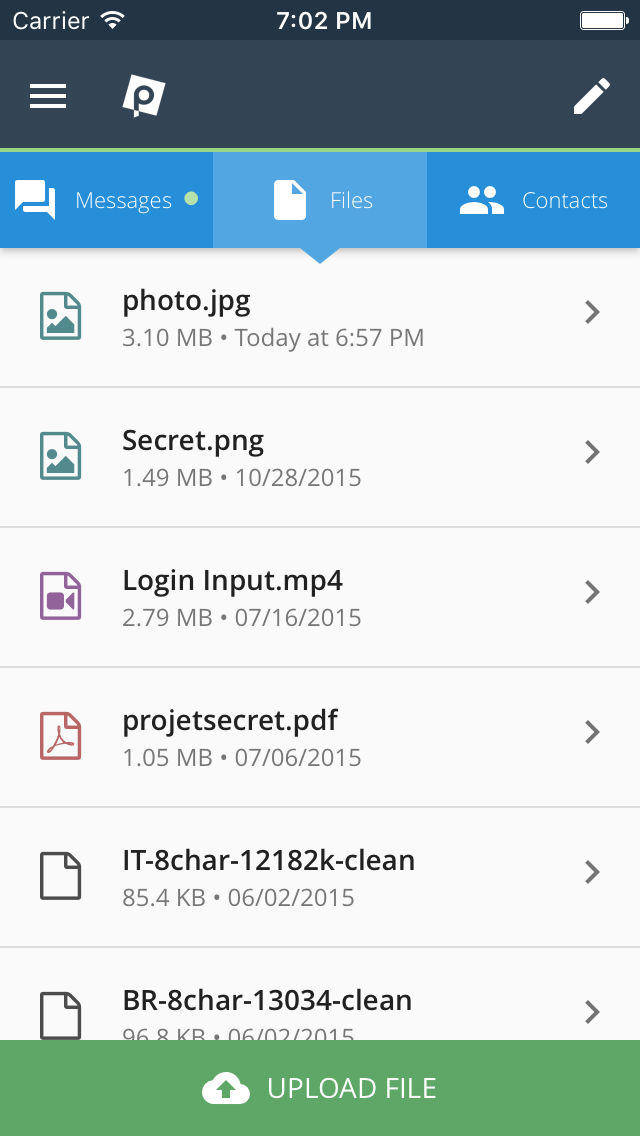 Carrier 7:02 PM
Messages Files Contacts
photo.jpg
3.10 MB • Today at 6:57 PM
Secret.png
1.49 MB • 10/28/2015
Login Input.mp4
2.79 MB • 07/16/2015
projetsecret.pdf
1.05 MB • 07/06/2015
IT-8char-12182k-clean
85.4 KB • 06/02/2015
BR-8char-13034-clean
96.8 KB • 06/02/2015
UPLOAD FILE